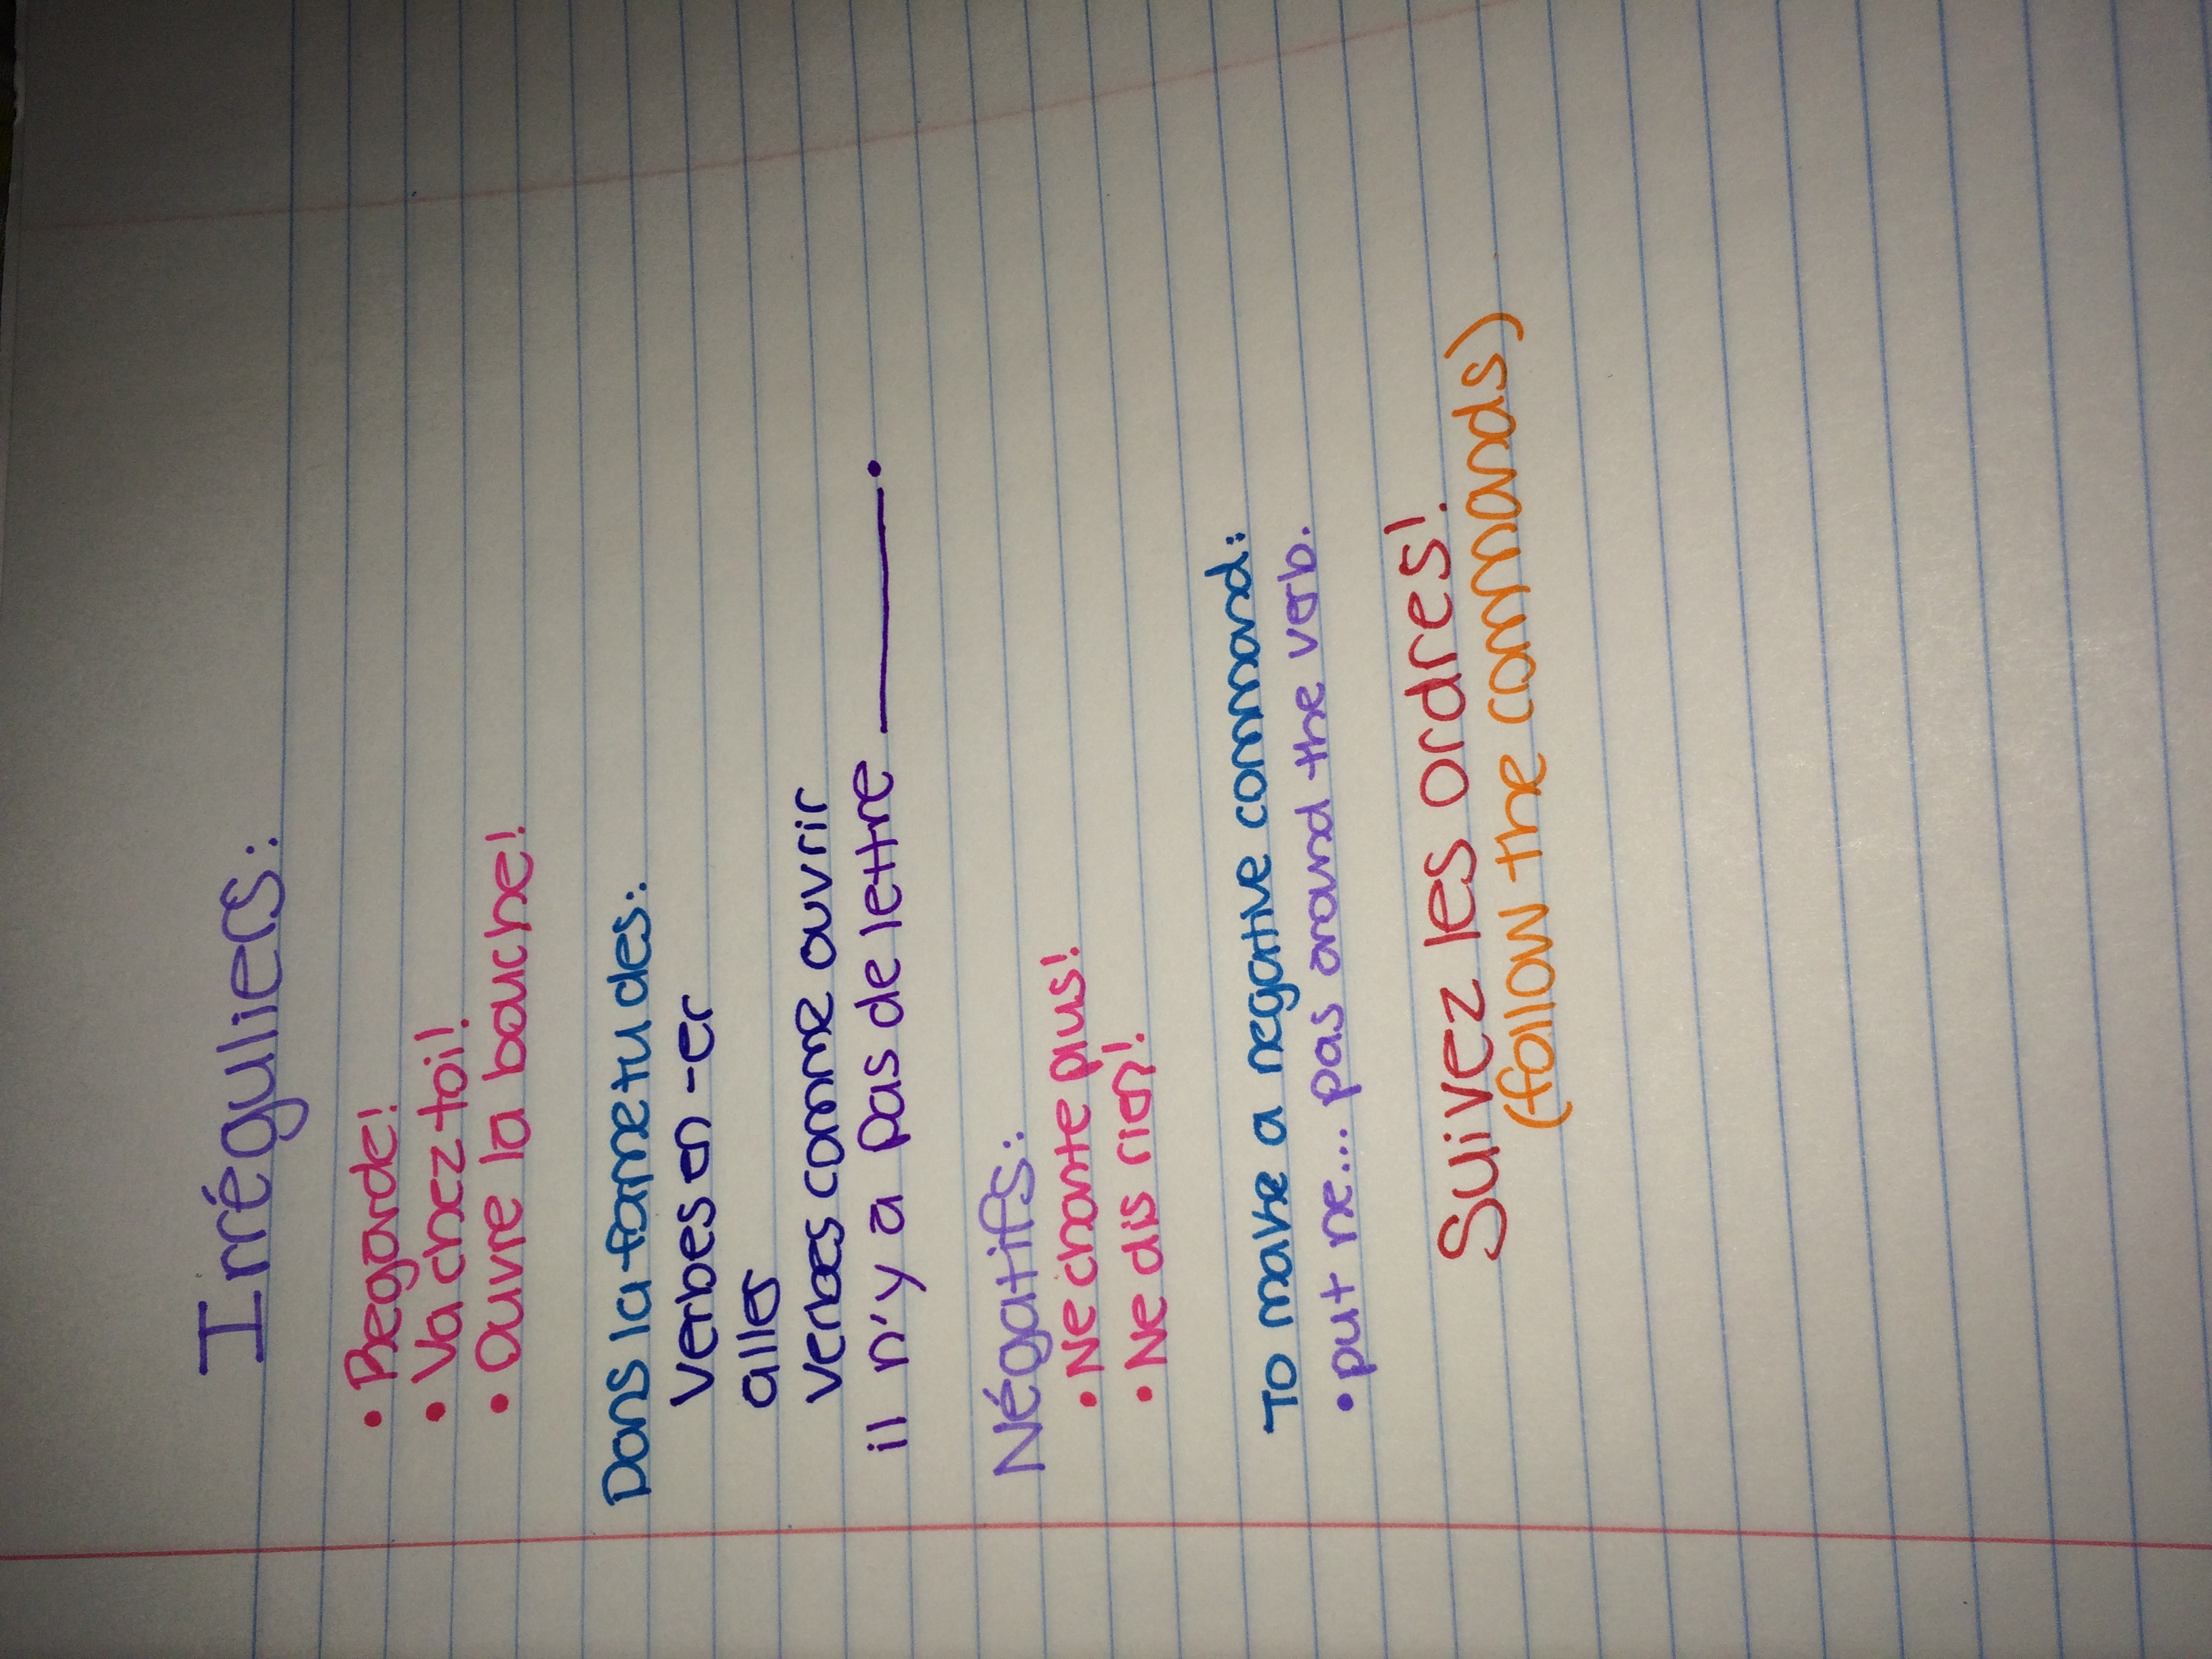 Irréguliers:
• Regarde!
• Va chez toi!
• Ouvre la bouche!
Dans la fame tu des:
Verbes en -er
aller
verbes comme ouvrir
il n'y a pas de lettre ________.
Négatifs:
• Ne chante plus!
• Ne dis rien!
To make a negative command:
• put ne... pas around the verb.
Suivez les ordres!
(follow the commands)